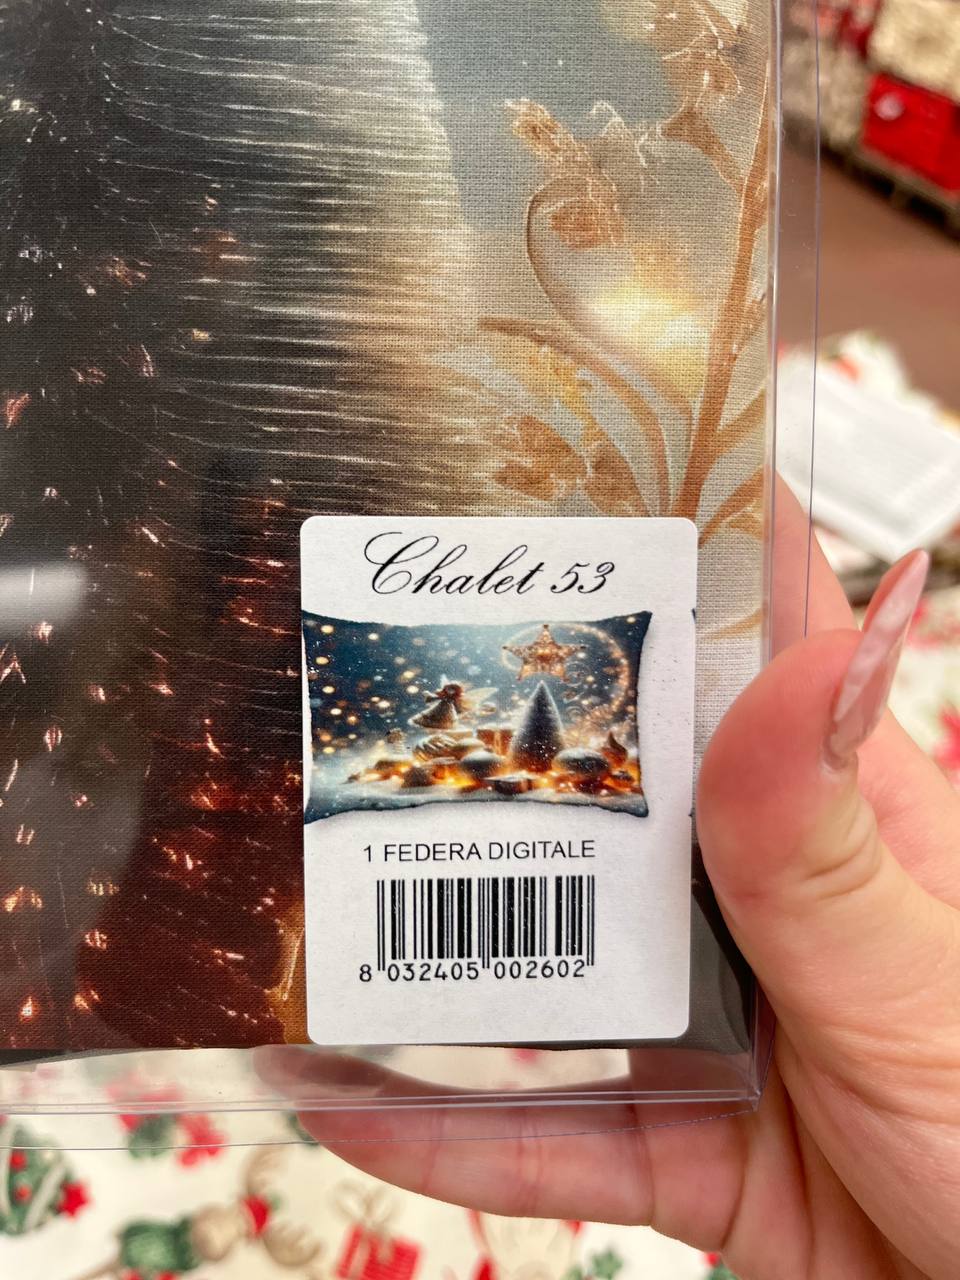 Chalet 53
1 FEDERA DIGITALE
8 032405 002602